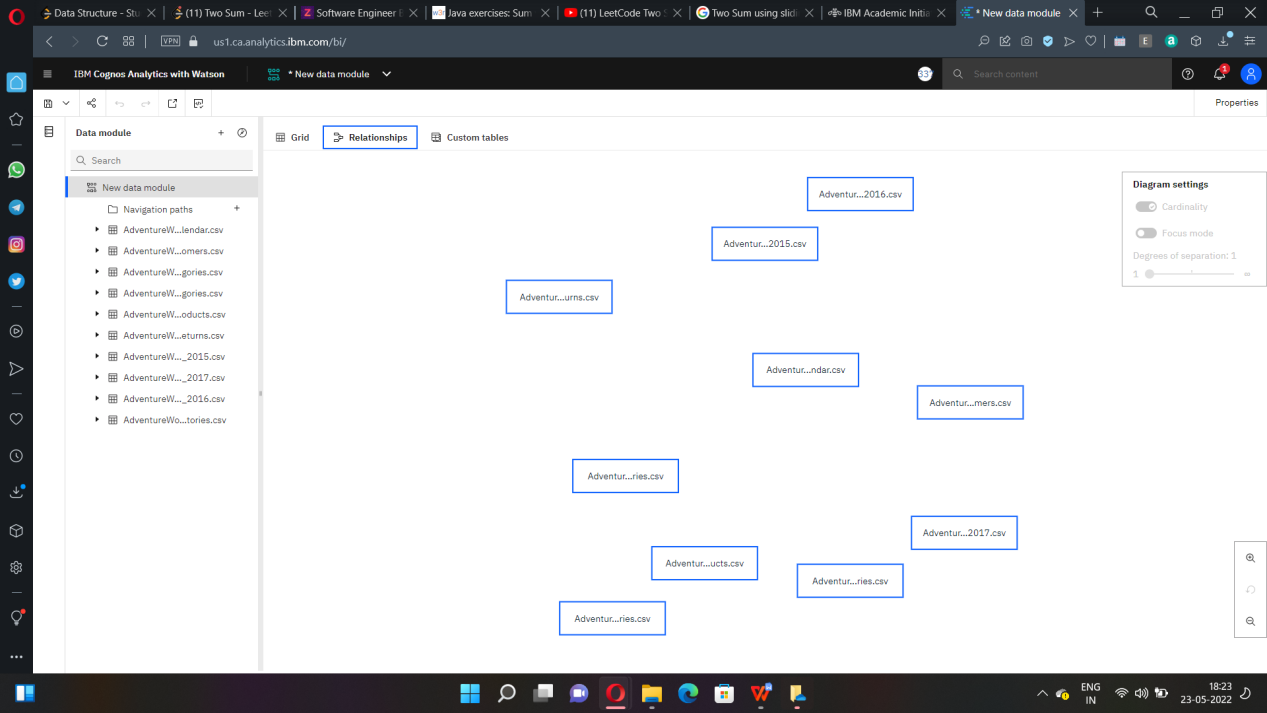 Data Structure - Stu
(11) Two Sum - Leet
Software Engineer
Java exercises: Sum
(11) LeetCode Two S
Two Sum using slidi
IBM Academic Initia
* New data module
VPN
us1.ca.analytics.ibm.com/bi/
IBM Cognos Analytics with Watson
* New data module
33
Search content
1
Properties
Data module
Search
New data module
Navigation paths
AdventureW...lendar.csv
AdventureW...omers.csv
AdventureW...gories.csv
AdventureW...gories.csv
AdventureW...oducts.csv
AdventureW...eturns.csv
AdventureW..._2015.csv
AdventureW..._2017.csv
AdventureW..._2016.csv
AdventureWo...tories.csv
Grid
Relationships
Custom tables
Adventur...2016.csv
Adventur...2015.csv
Adventur...urns.csv
Adventur...ndar.csv
Adventur...mers.csv
Adventur...ries.csv
Adventur...2017.csv
Adventur...ucts.csv
Adventur...ries.csv
Adventur...ries.csv
Diagram settings
Cardinality
Focus mode
Degrees of separation: 1
1 ∞
ENG
IN
18:23
23-05-2022